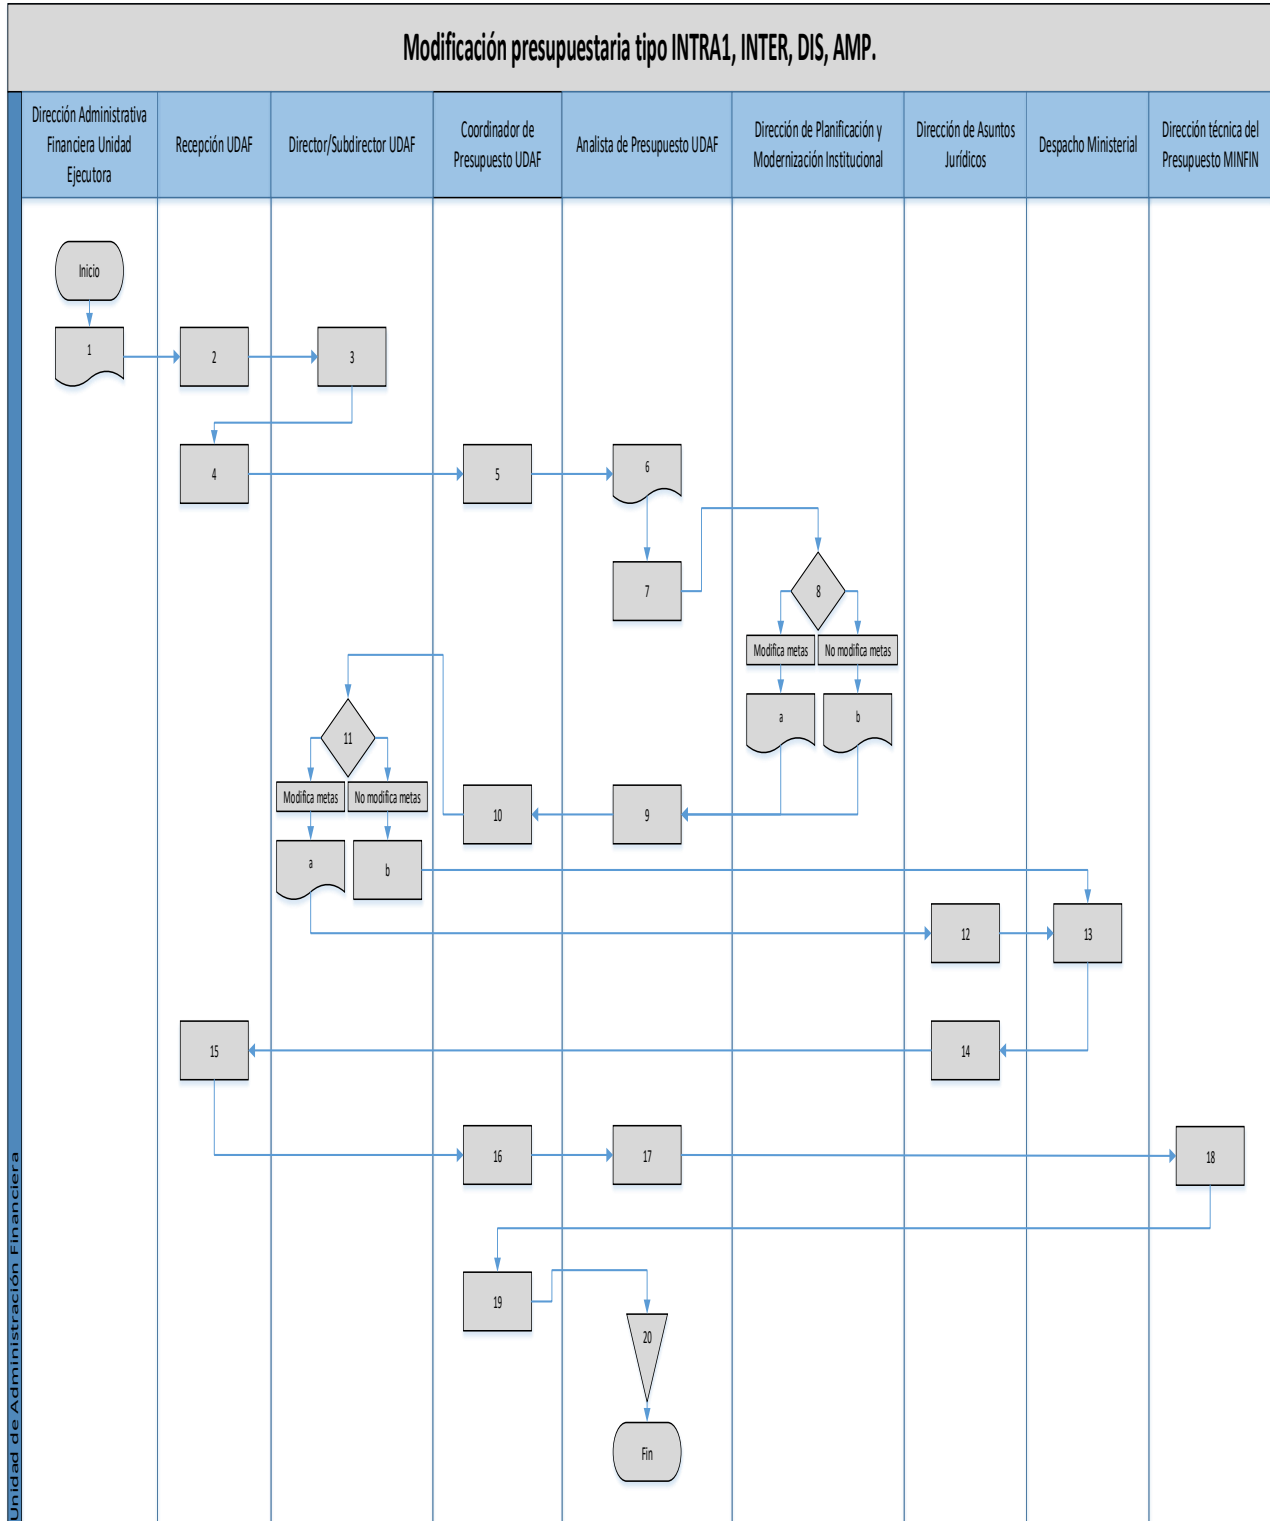 Modificación presupuestaria tipo INTRA1, INTER, DIS, AMP.
Dirección Administrativa
Financiera Unidad
Ejecutora
Recepción UDAF
Director/Subdirector UDAF
Coordinador de
Presupuesto UDAF
Analista de Presupuesto UDAF
Dirección de Planificación y
Modernización Institucional
Dirección de Asuntos
Jurídicos
Despacho Ministerial
Dirección técnica del
Presupuesto MINFIN
Unidad de Administración Financiera
Inicio
1
2
3
4
5
6
7
8
Modifica metas
No modifica metas
a
b
9
10
11
Modifica metas
No modifica metas
a
b
12
13
14
15
16
17
18
19
20
Fin